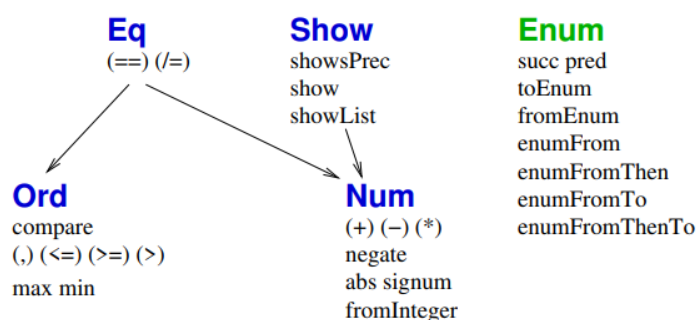 Eq
(==) (/=)
Show
showsPrec
show
showList
Enum
succ pred
toEnum
fromEnum
enumFrom
enumFromThen
enumFromTo
enumFromThenTo
Ord
compare
(,) (<=) (>=) (>)
max min
Num
(+) (−) (*)
negate
abs signum
fromInteger